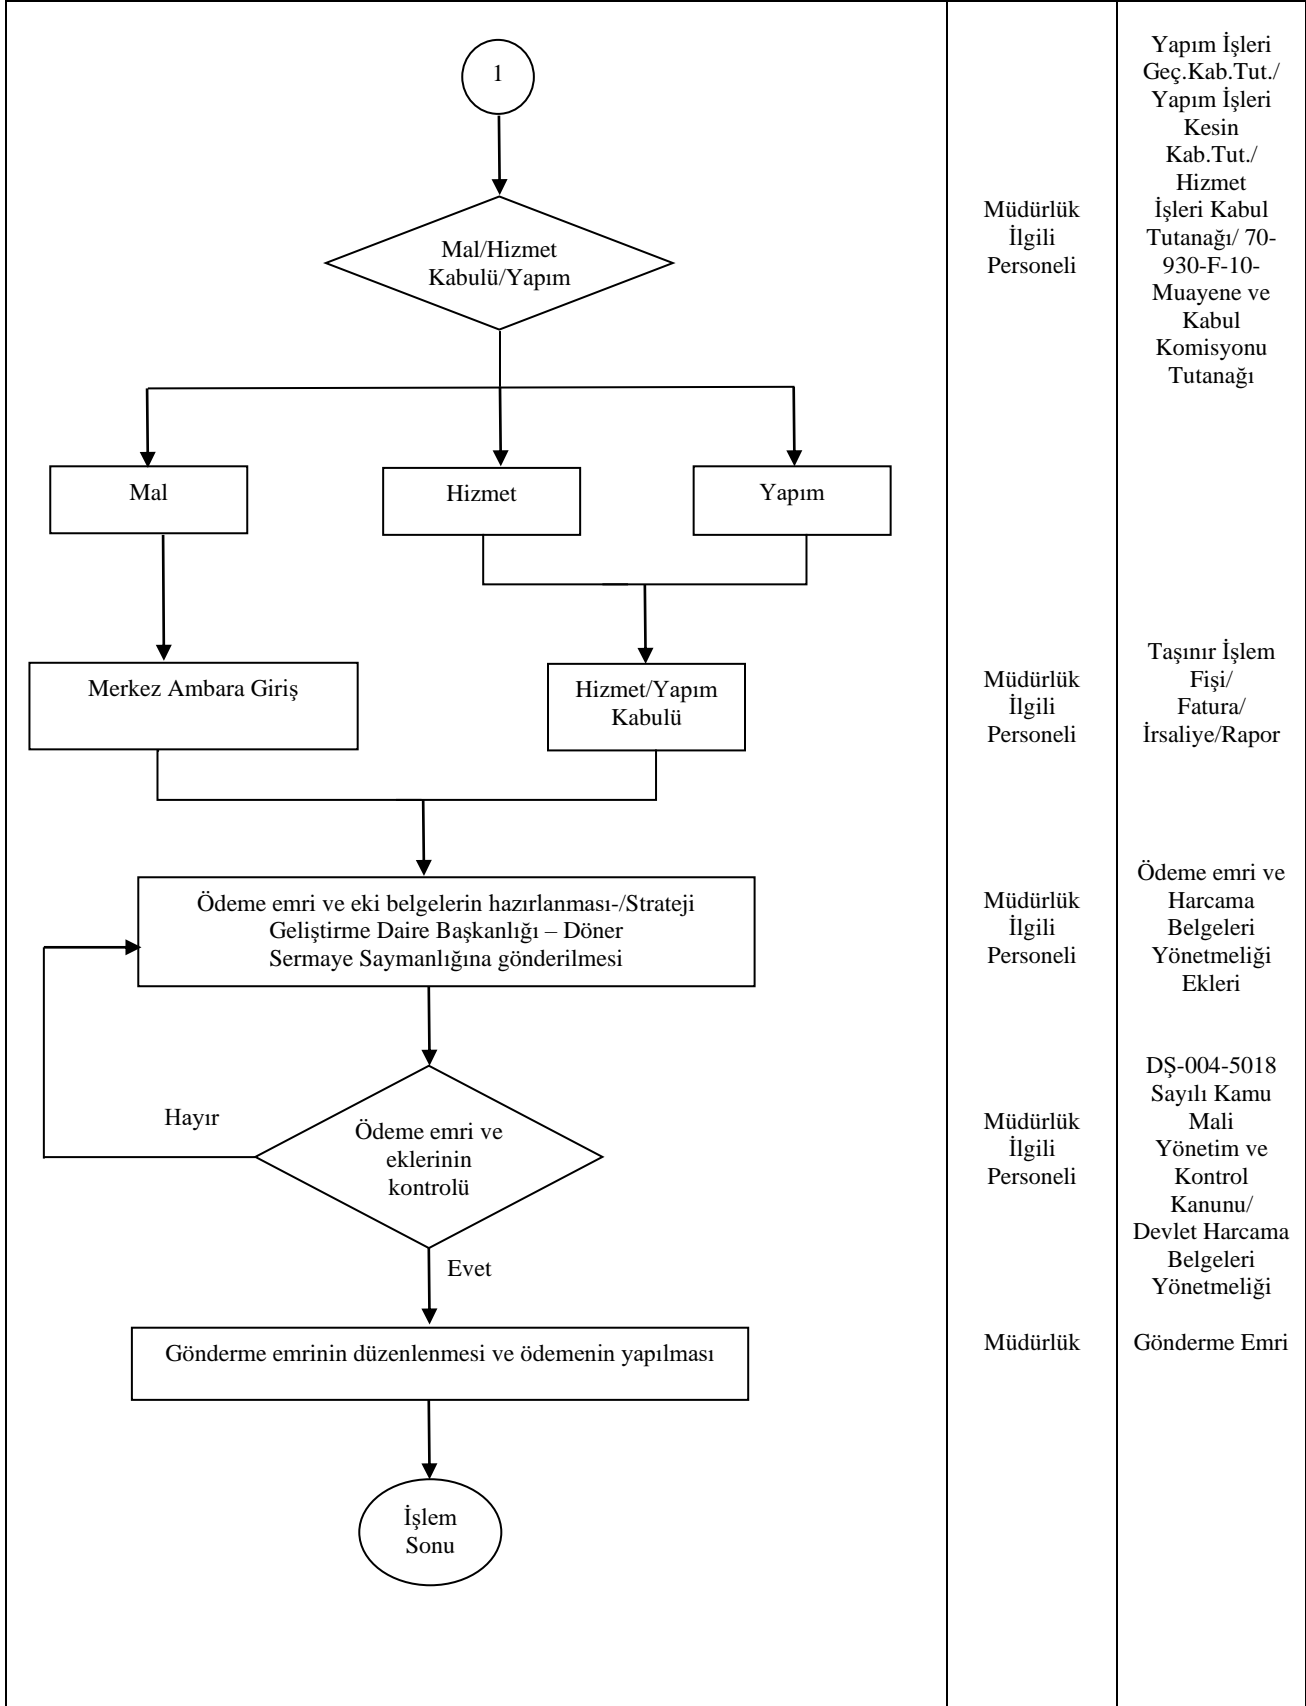 1
Mal/Hizmet
Kabulü/Yapım
Müdürlük
İlgili
Personeli
Yapım İşleri
Geç.Kab.Tut./
Yapım İşleri
Kesin
Kab.Tut./
Hizmet
İşleri Kabul
Tutanağı/ 70-
930-F-10-
Muayene ve
Kabul
Komisyonu
Tutanağı
Mal
Hizmet
Yapım
Merkez Ambara Giriş
Hizmet/Yapım
Kabulü
Müdürlük
İlgili
Personeli
Taşınır İşlem
Fişi/
Fatura/
İrsaliye/Rapor
Ödeme emri ve eki belgelerin hazırlanması-/Strateji
Geliştirme Daire Başkanlığı – Döner
Sermaye Saymanlığına gönderilmesi
Müdürlük
İlgili
Personeli
Ödeme emri ve
Harcama
Belgeleri
Yönetmeliği
Ekleri
Hayır
Ödeme emri ve
eklerinin
kontrolü
Evet
Müdürlük
İlgili
Personeli
DŞ-004-5018
Sayılı Kamu
Mali
Yönetim ve
Kontrol
Kanunu/
Devlet Harcama
Belgeleri
Yönetmeliği
Gönderme emrinin düzenlenmesi ve ödemenin yapılması
Müdürlük
Gönderme Emri
İşlem
Sonu